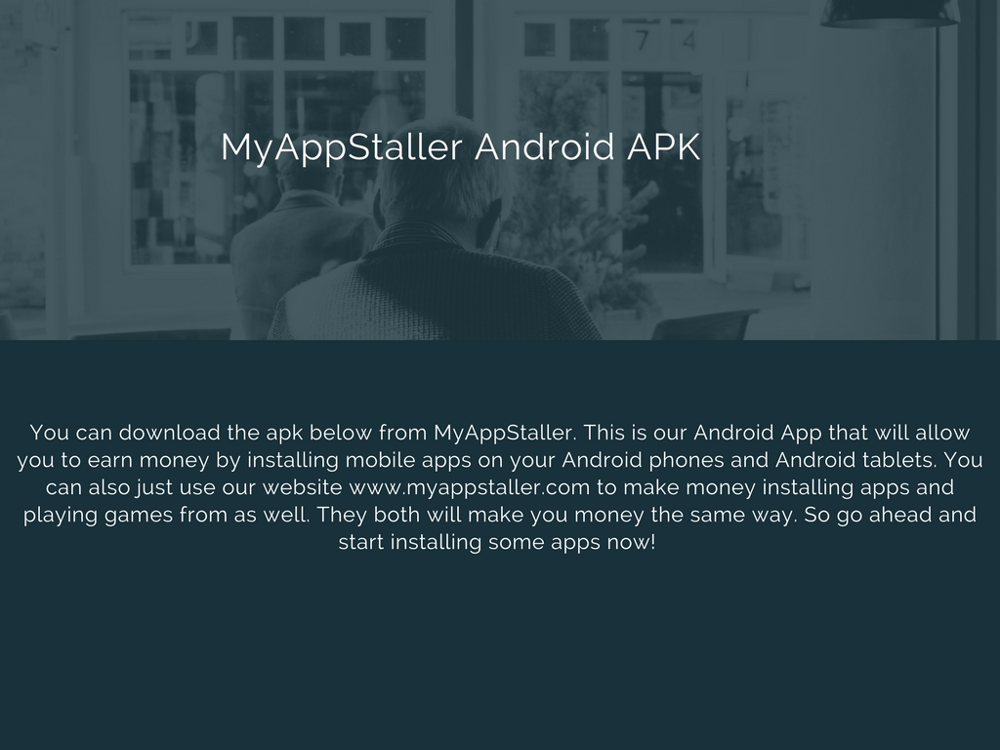 7 4
MyAppStaller Android APK
You can download the apk below from MyAppStaller. This is our Android App that will allow
you to earn money by installing mobile apps on your Android phones and Android tablets. You
can also just use our website www.myappstaller.com to make money installing apps and
playing games from as well. They both will make you money the same way. So go ahead and
start installing some apps now!